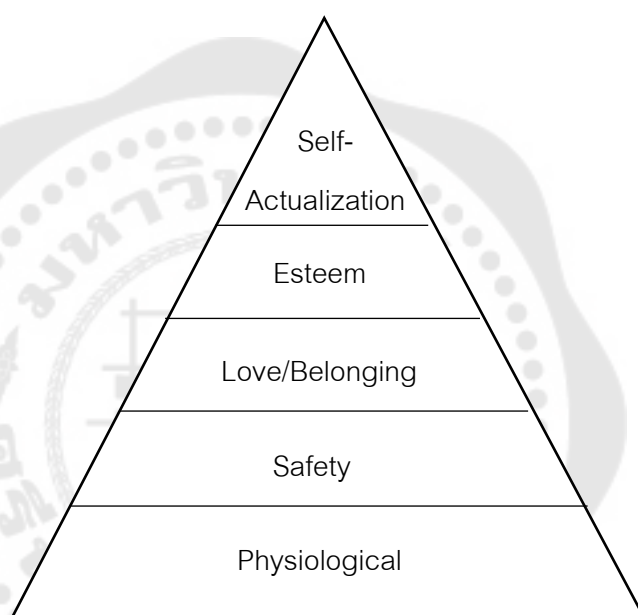 Self-
Actualization
Esteem
Love/Belonging
Safety
Physiological